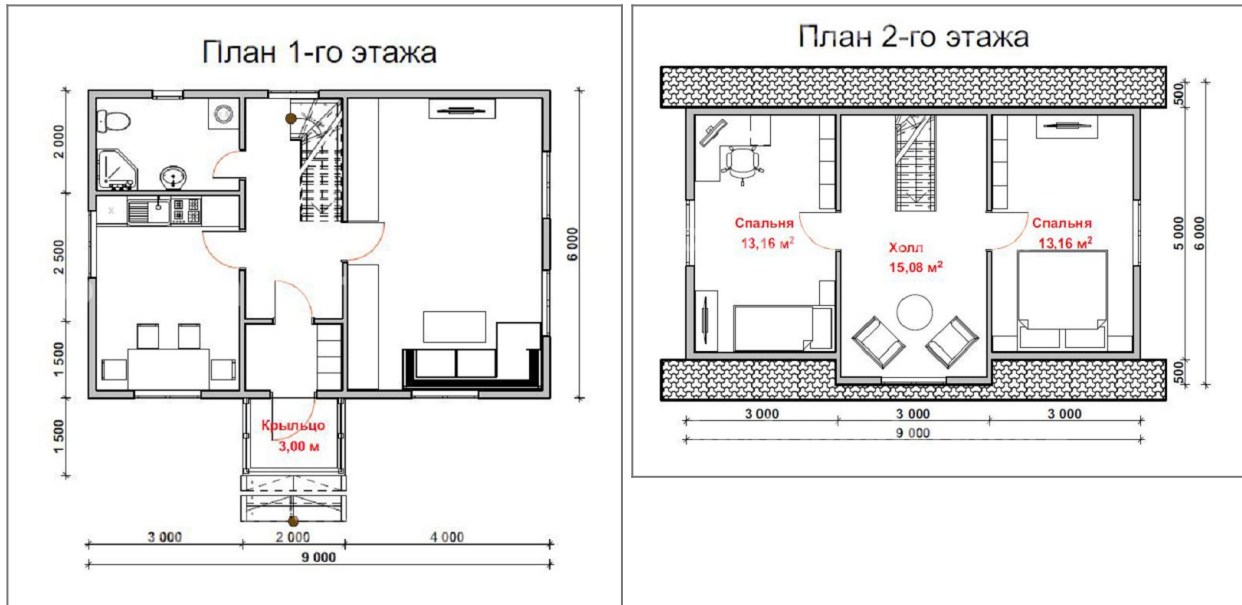 План 1-го этажа
2 000
2 500
1 500
1 500
6 000
x
Крыльцо
3,00 м
3 000
2 000
4 000
9 000
План 2-го этажа
500
5 000
6 000
500
Спальня
13,16 м²
Холл
15,08 м²
Спальня
13,16 м²
3 000
3 000
3 000
9 000